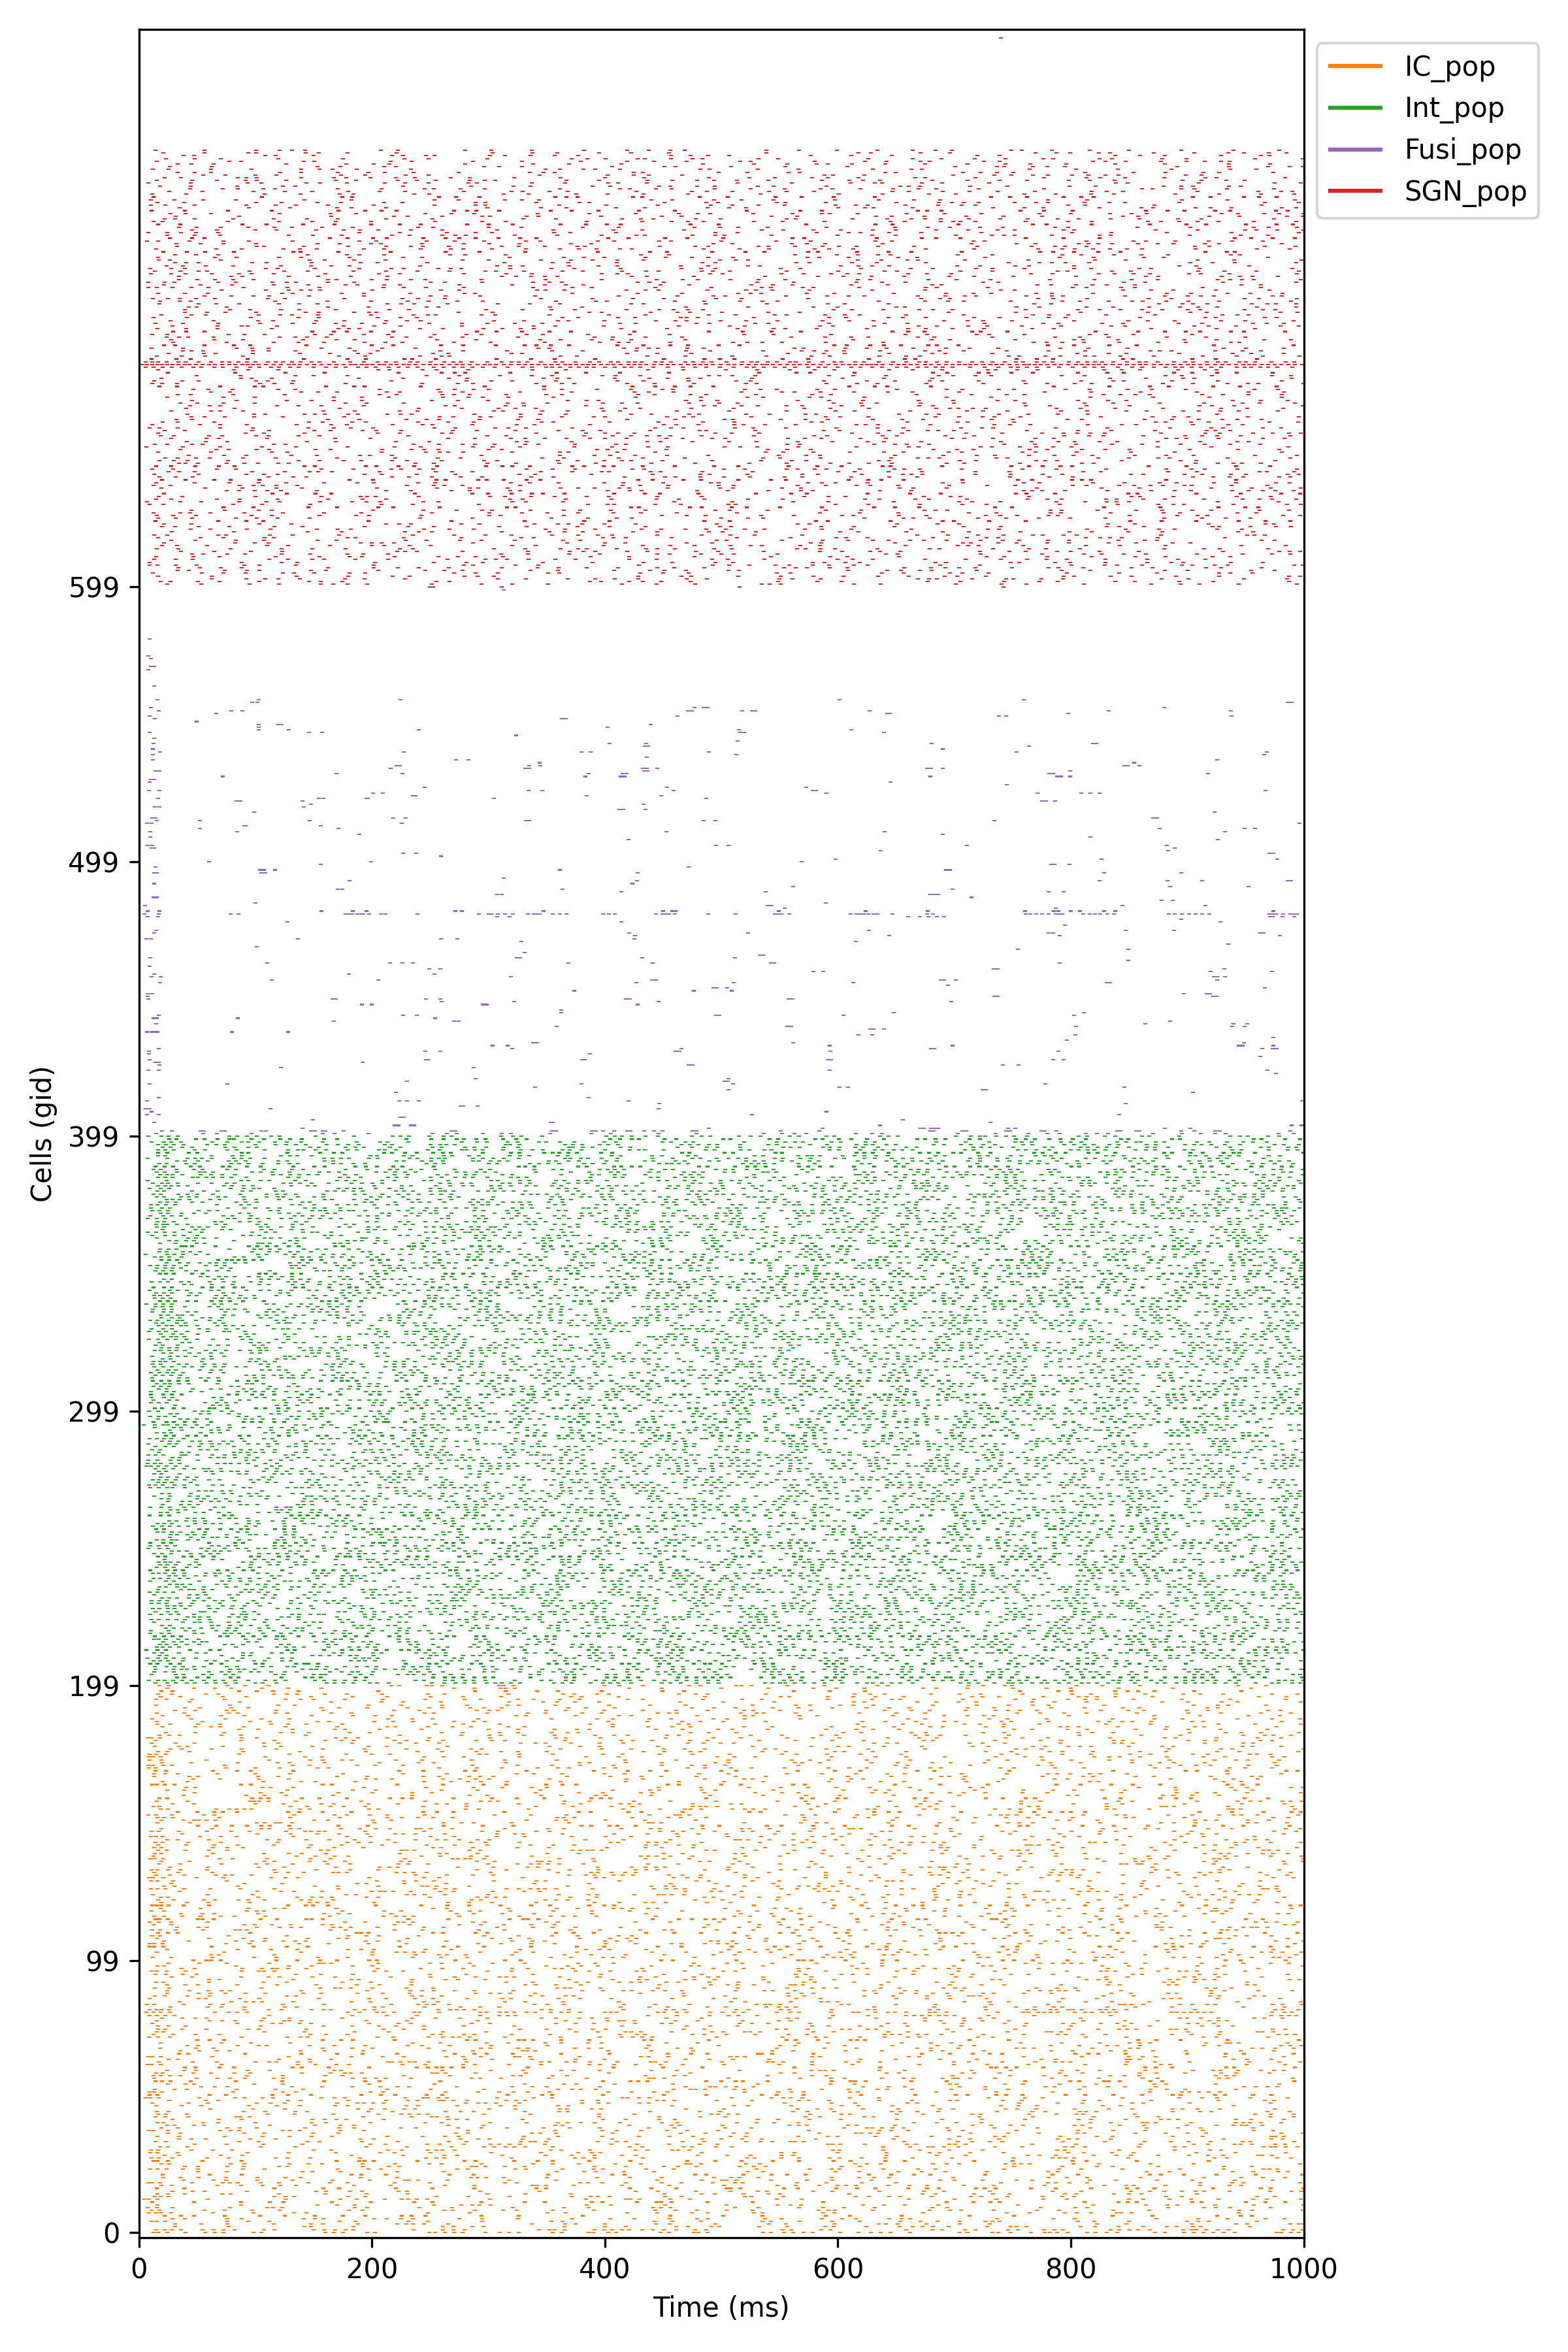 IC_pop
Int_pop
Fusi_pop
SGN_pop
599
499
399
299
199
99
0
Cells (gid)
0 200 400 600 800 1000
Time (ms)